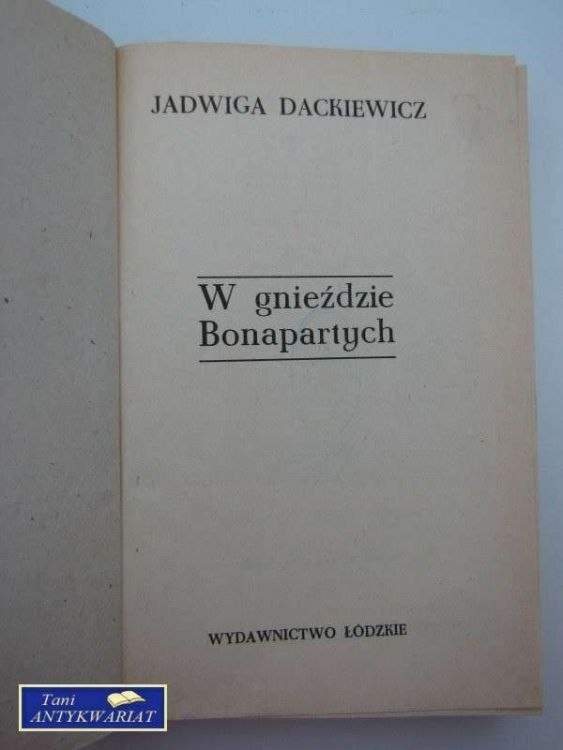 JADWIGA DACKIEWICZ
W gnieździe
Bonapartych
WYDAWNICTWO ŁÓDZKIE
Tani
ANTYKWARIAT